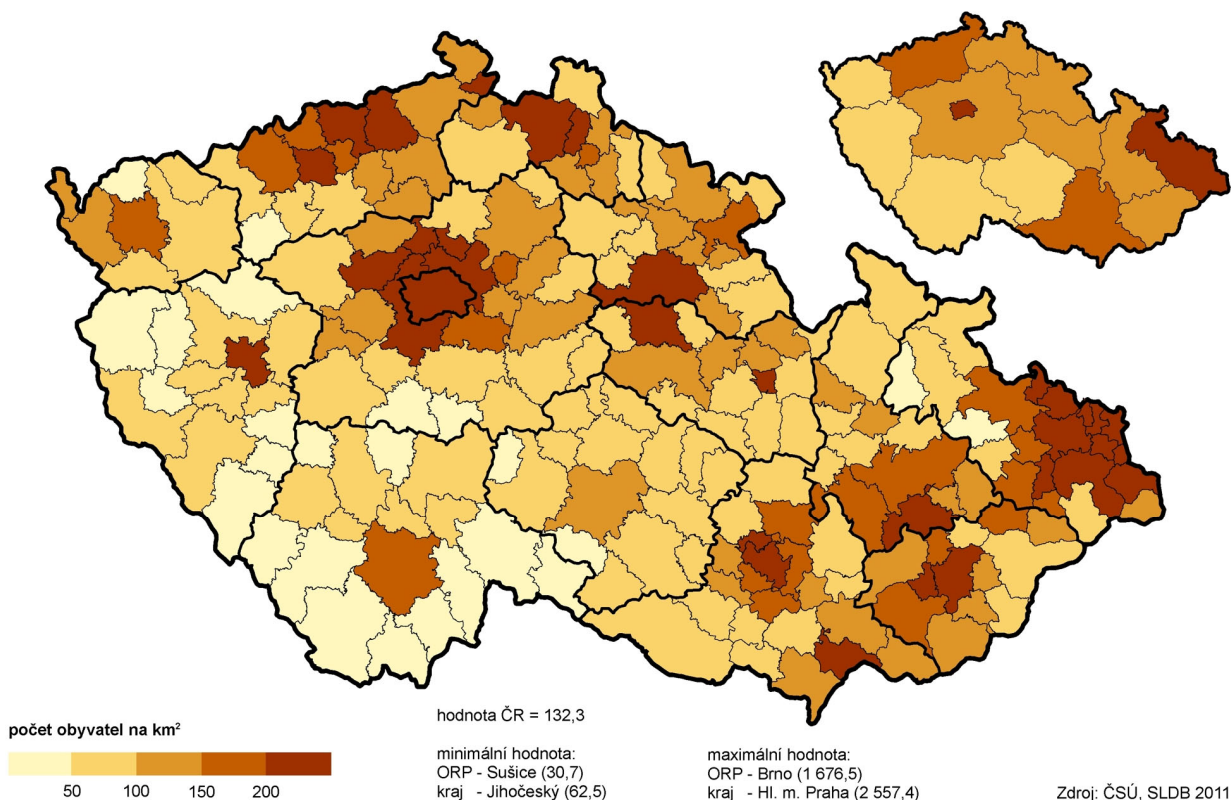 počet obyvatel na km²
50 100 150 200
hodnota ČR = 132,3
minimální hodnota:
ORP - Sušice (30,7)
kraj - Jihočeský (62,5)
maximální hodnota:
ORP - Brno (1 676,5)
kraj - Hl. m. Praha (2 557,4)
Zdroj: ČSÚ, SLDB 2011